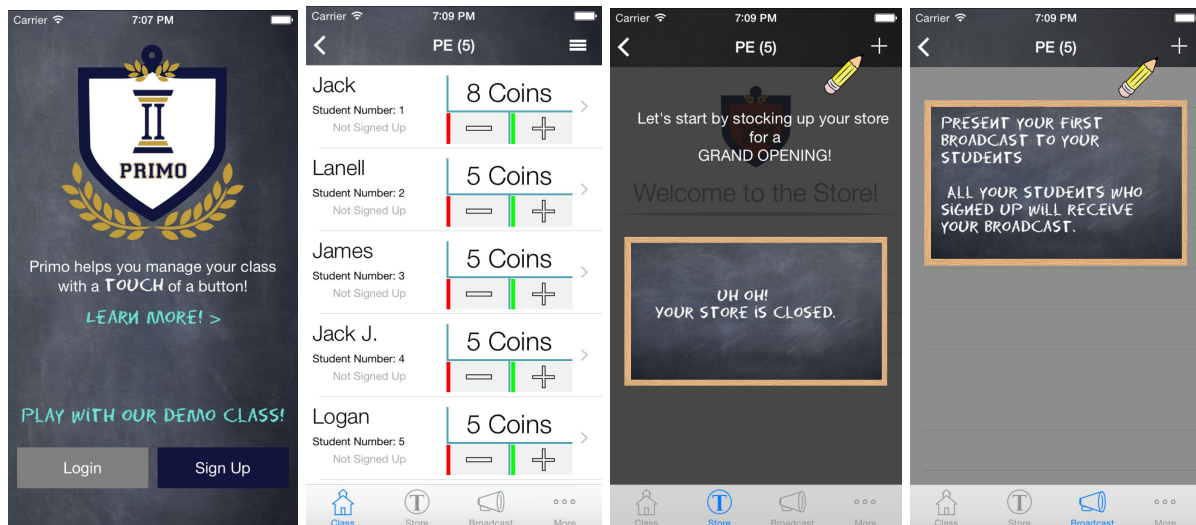 Carrier 7:07 PM
PRIMO
Primo helps you manage your class
with a TOUCH of a button!
LEARN MORE! >
PLAY WITH OUR DEMO CLASS!
Login
Sign Up
Carrier 7:09 PM
PE (5)
Jack
Student Number: 1
Not Signed Up
8 Coins
Lanell
Student Number: 2
Not Signed Up
5 Coins
James
Student Number: 3
Not Signed Up
5 Coins
Jack J.
Student Number: 4
Not Signed Up
5 Coins
Logan
Student Number: 5
Not Signed Up
5 Coins
Class Store Broadcast More
Carrier 7:09 PM
PE (5)
Let's start by stocking up your store
for a
GRAND OPENING!
Welcome to the Store!
UH OH!
YOUR STORE IS CLOSED.
T
Class Store Broadcast More
Carrier 7:09 PM
PE (5)
PRESENT YOUR FIRST
BROADCAST TO YOUR
STUDENTS
ALL YOUR STUDENTS WHO
SIGNED UP WILL RECEIVE
YOUR BROADCAST.
Class Store Broadcast More